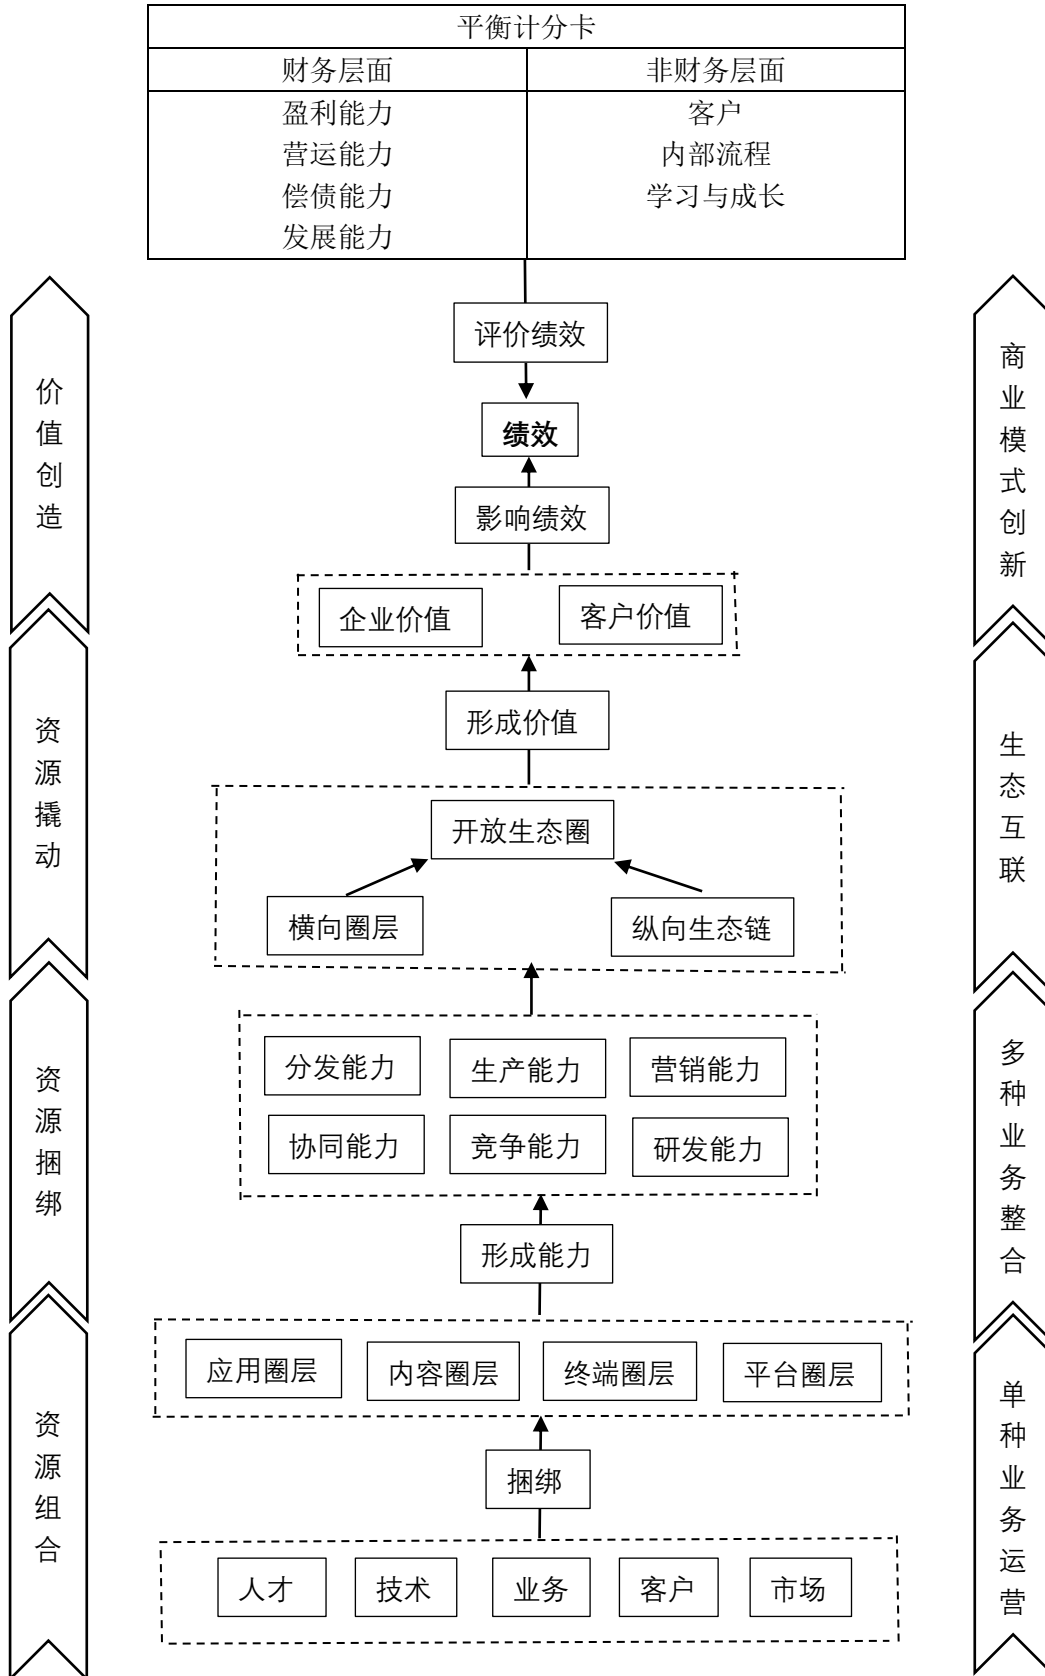 平衡计分卡
财务层面
非财务层面
盈利能力
客户
营运能力
内部流程
偿债能力
学习与成长
发展能力
评价绩效
绩效
影响绩效
企业价值
客户价值
形成价值
开放生态圈
横向圈层
纵向生态链
分发能力
生产能力
营销能力
协同能力
竞争能力
研发能力
形成能力
应用圈层
内容圈层
终端圈层
平台圈层
捆绑
人才
技术
业务
客户
市场
价值创造
资源撬动
资源捆绑
资源组合
商业模式创新
生态互联
多种业务整合
单种业务运营